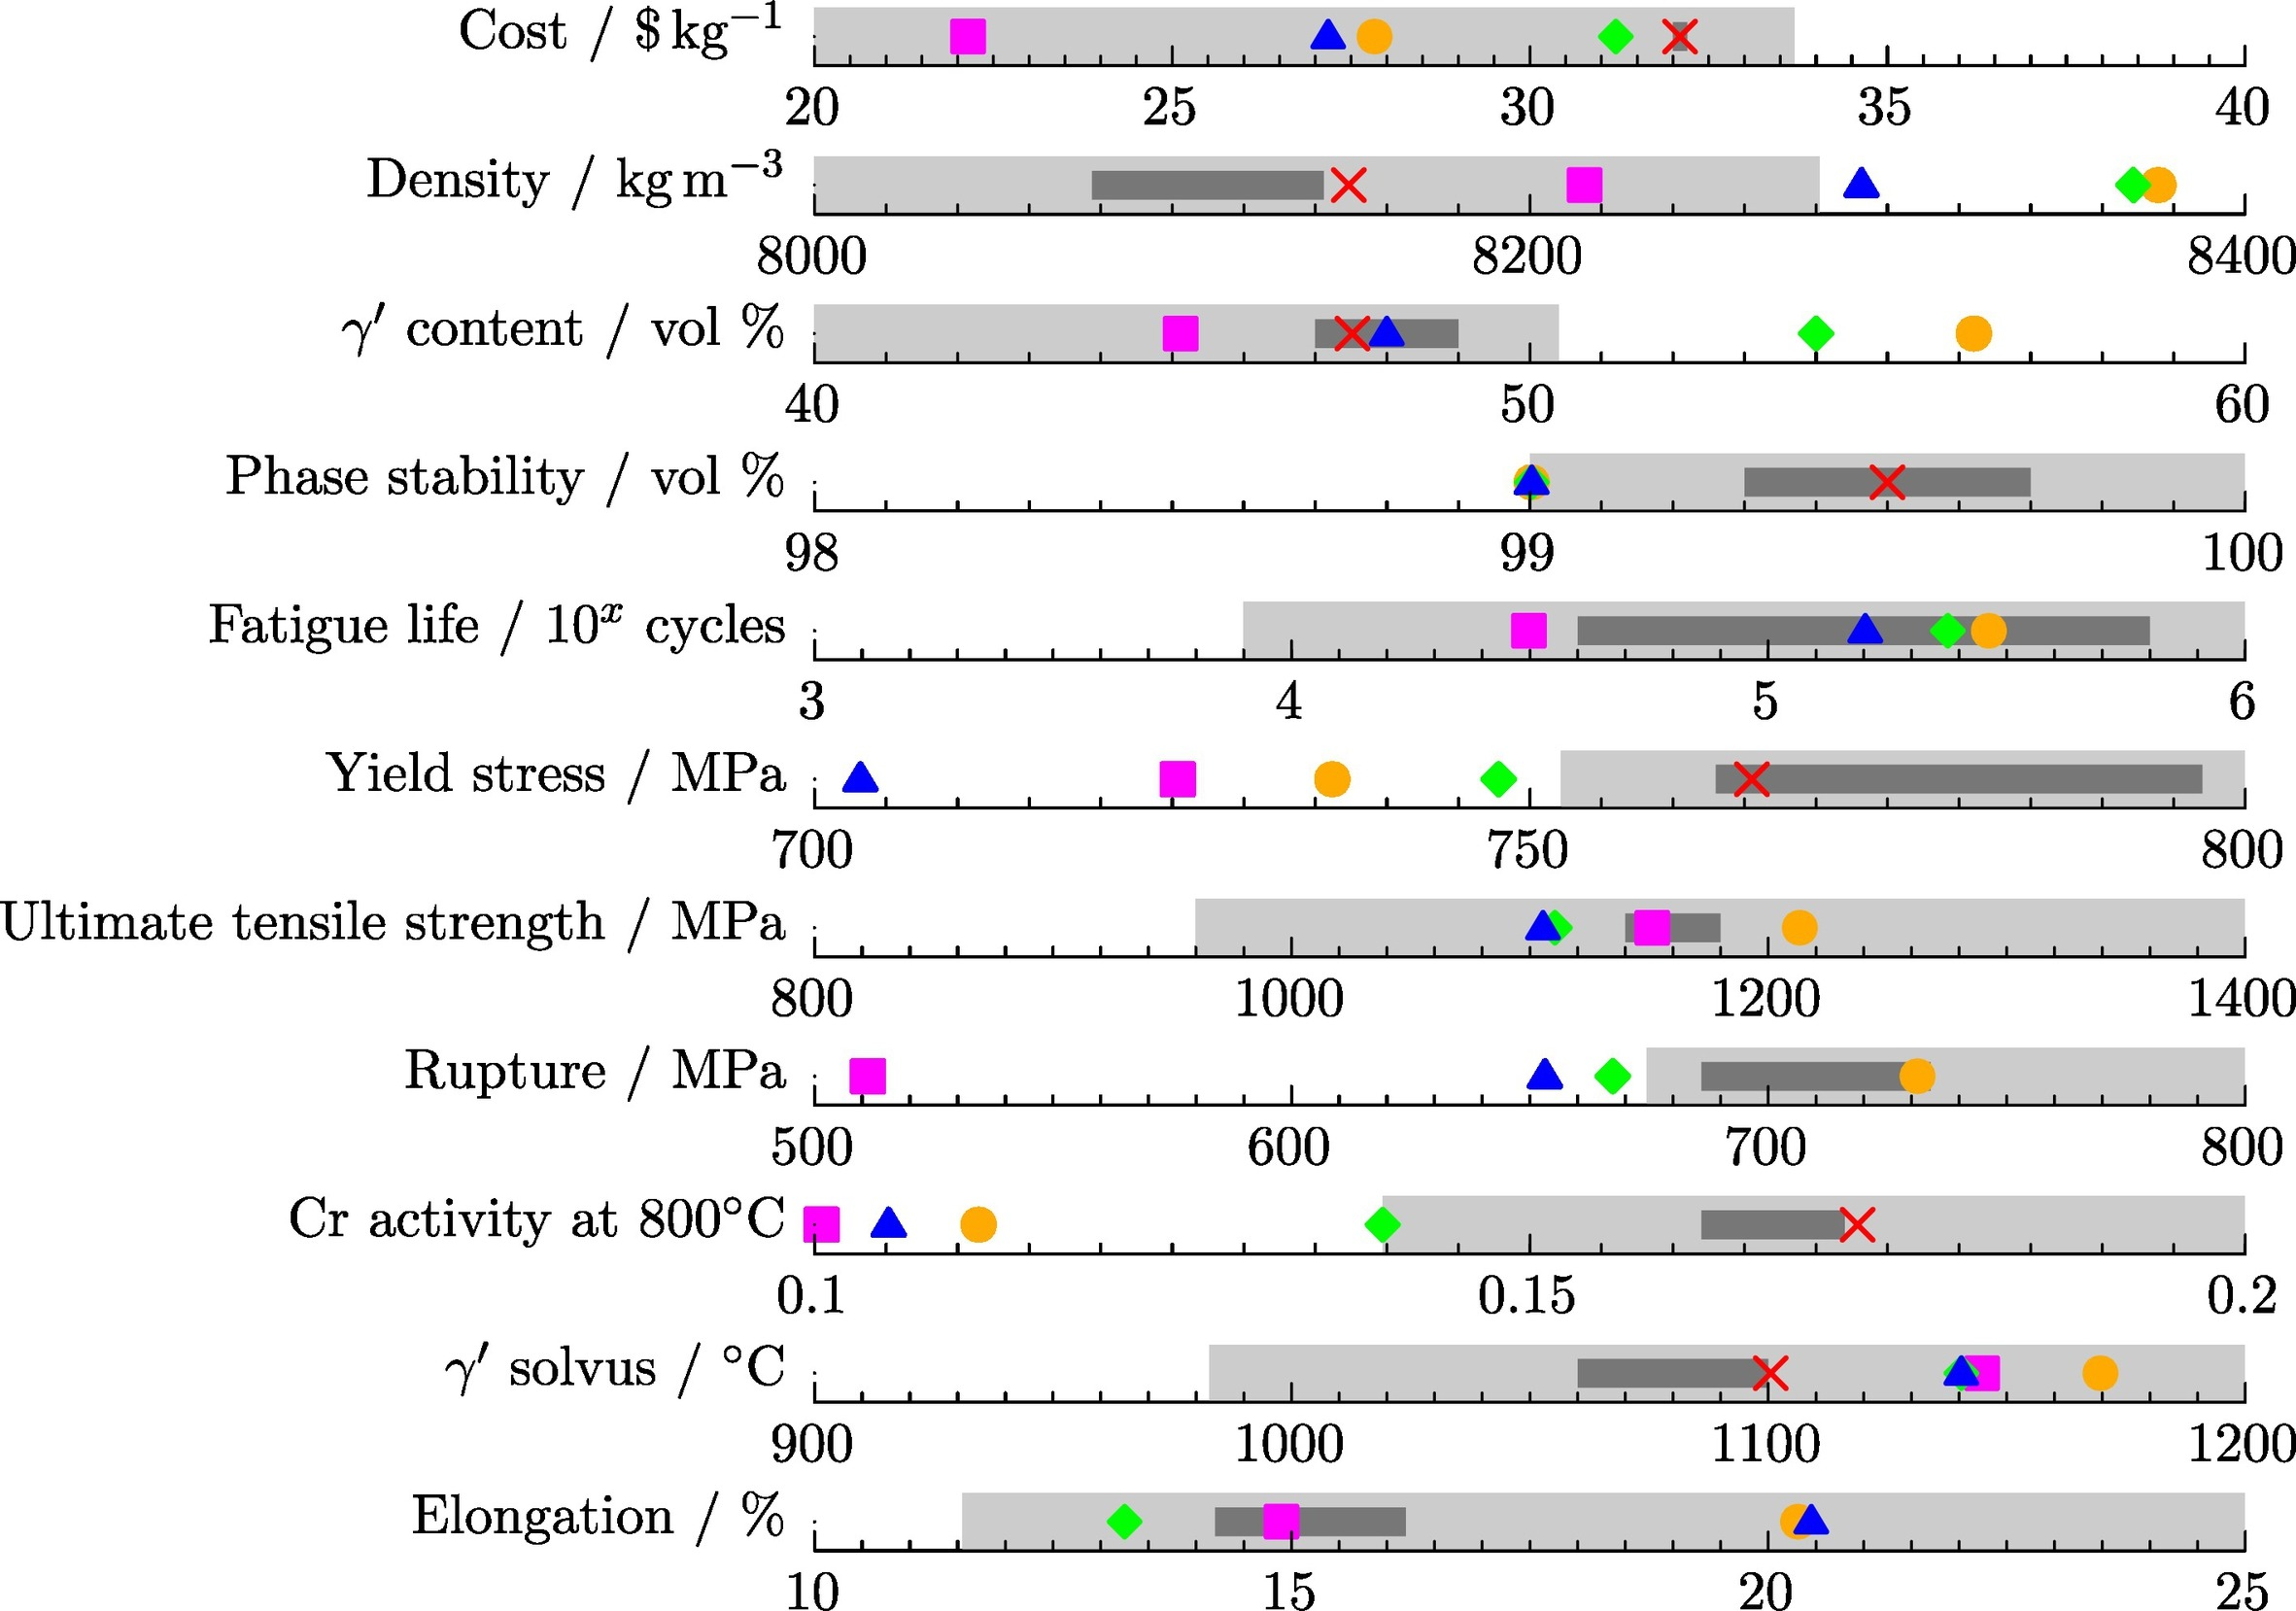 Cost / $ kg⁻¹
20 25 30 35 40
Density / kg m⁻³
8000 8200 8400
γ′ content / vol %
40 50 60
Phase stability / vol %
98 99 100
Fatigue life / 10ˣ cycles
3 4 5 6
Yield stress / MPa
700 750 800
Ultimate tensile strength / MPa
800 1000 1200 1400
Rupture / MPa
500 600 700 800
Cr activity at 800°C
0.1 0.15 0.2
γ′ solvus / °C
900 1000 1100 1200
Elongation / %
10 15 20 25